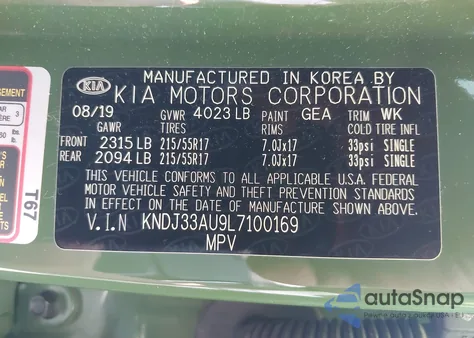 MANUFACTURED IN KOREA BY
KIA KIA MOTORS CORPORATION
08/19 GVWR 4023 LB PAINT GEA TRIM WK
GAWR TIRES RIMS COLD TIRE INFL
FRONT 2315 LB 215/55R17 7.0Jx17 33psi SINGLE
REAR 2094 LB 215/55R17 7.0Jx17 33psi SINGLE
THIS VEHICLE CONFORMS TO ALL APPLICABLE U.S.A. FEDERAL
MOTOR VEHICLE SAFETY AND THEFT PREVENTION STANDARDS
IN EFFECT ON THE DATE OF MANUFACTURE SHOWN ABOVE.
V.I.N KNDJ33AU9L7100169
MPV
T67
autoSnap